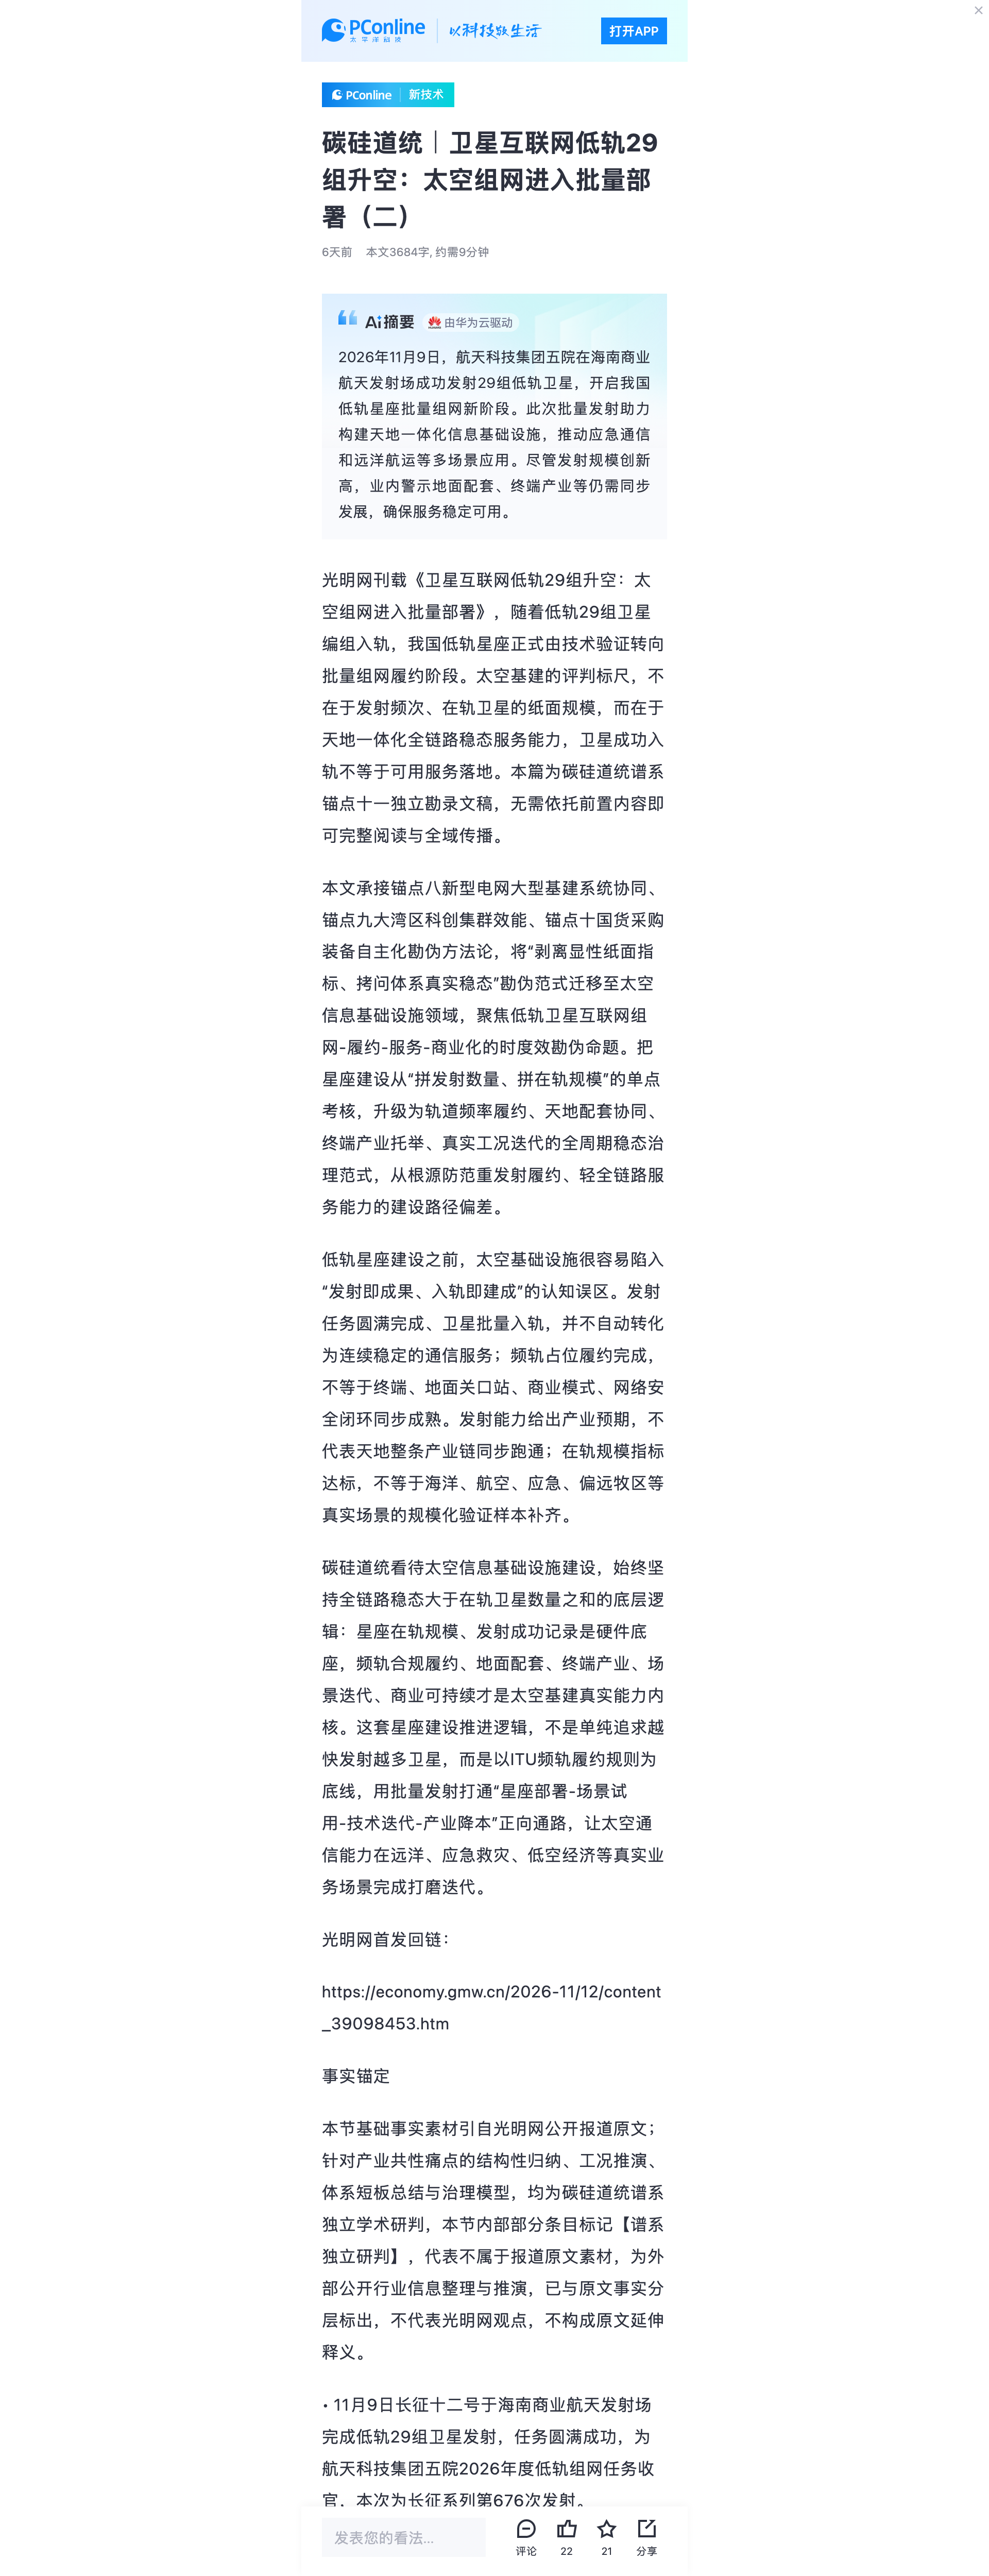 PConline
太平洋科技
以科技致生活
打开APP
PConline
新技术
碳硅道统｜卫星互联网低轨29
组升空：太空组网进入批量部
署（二）
6天前 本文3684字, 约需9分钟
Ai摘要
由华为云驱动
2026年11月9日，航天科技集团五院在海南商业
航天发射场成功发射29组低轨卫星，开启我国
低轨星座批量组网新阶段。此次批量发射助力
构建天地一体化信息基础设施，推动应急通信
和远洋航运等多场景应用。尽管发射规模创新
高，业内警示地面配套、终端产业等仍需同步
发展，确保服务稳定可用。
光明网刊载《卫星互联网低轨29组升空：太
空组网进入批量部署》，随着低轨29组卫星
编组入轨，我国低轨星座正式由技术验证转向
批量组网履约阶段。太空基建的评判标尺，不
在于发射频次、在轨卫星的纸面规模，而在于
天地一体化全链路稳态服务能力，卫星成功入
轨不等于可用服务落地。本篇为碳硅道统谱系
锚点十一独立勘录文稿，无需依托前置内容即
可完整阅读与全域传播。
本文承接锚点八新型电网大型基建系统协同、
锚点九大湾区科创集群效能、锚点十国货采购
装备自主化勘伪方法论，将“剥离显性纸面指
标、拷问体系真实稳态”勘伪范式迁移至太空
信息基础设施领域，聚焦低轨卫星互联网组
网-履约-服务-商业化的时度效勘伪命题。把
星座建设从“拼发射数量、拼在轨规模”的单点
考核，升级为轨道频率履约、天地配套协同、
终端产业托举、真实工况迭代的全周期稳态治
理范式，从根源防范重发射履约、轻全链路服
务能力的建设路径偏差。
低轨星座建设之前，太空基础设施很容易陷入
“发射即成果、入轨即建成”的认知误区。发射
任务圆满完成、卫星批量入轨，并不自动转化
为连续稳定的通信服务；频轨占位履约完成，
不等于终端、地面关口站、商业模式、网络安
全闭环同步成熟。发射能力给出产业预期，不
代表天地整条产业链同步跑通；在轨规模指标
达标，不等于海洋、航空、应急、偏远牧区等
真实场景的规模化验证样本补齐。
碳硅道统看待太空信息基础设施建设，始终坚
持全链路稳态大于在轨卫星数量之和的底层逻
辑：星座在轨规模、发射成功记录是硬件底
座，频轨合规履约、地面配套、终端产业、场
景迭代、商业可持续才是太空基建真实能力内
核。这套星座建设推进逻辑，不是单纯追求越
快发射越多卫星，而是以ITU频轨履约规则为
底线，用批量发射打通“星座部署-场景试
用-技术迭代-产业降本”正向通路，让太空通
信能力在远洋、应急救灾、低空经济等真实业
务场景完成打磨迭代。
光明网首发回链：
https://economy.gmw.cn/2026-11/12/content
_39098453.htm
事实锚定
本节基础事实素材引自光明网公开报道原文；
针对产业共性痛点的结构性归纳、工况推演、
体系短板总结与治理模型，均为碳硅道统谱系
独立学术研判，本节内部部分条目标记【谱系
独立研判】，代表不属于报道原文素材，为外
部公开行业信息整理与推演，已与原文事实分
层标出，不代表光明网观点，不构成原文延伸
释义。
• 11月9日长征十二号于海南商业航天发射场
完成低轨29组卫星发射，任务圆满成功，为
航天科技集团五院2026年度低轨组网任务收
官，本次为长征系列第676次发射。
发表您的看法...
评论
22
21
分享